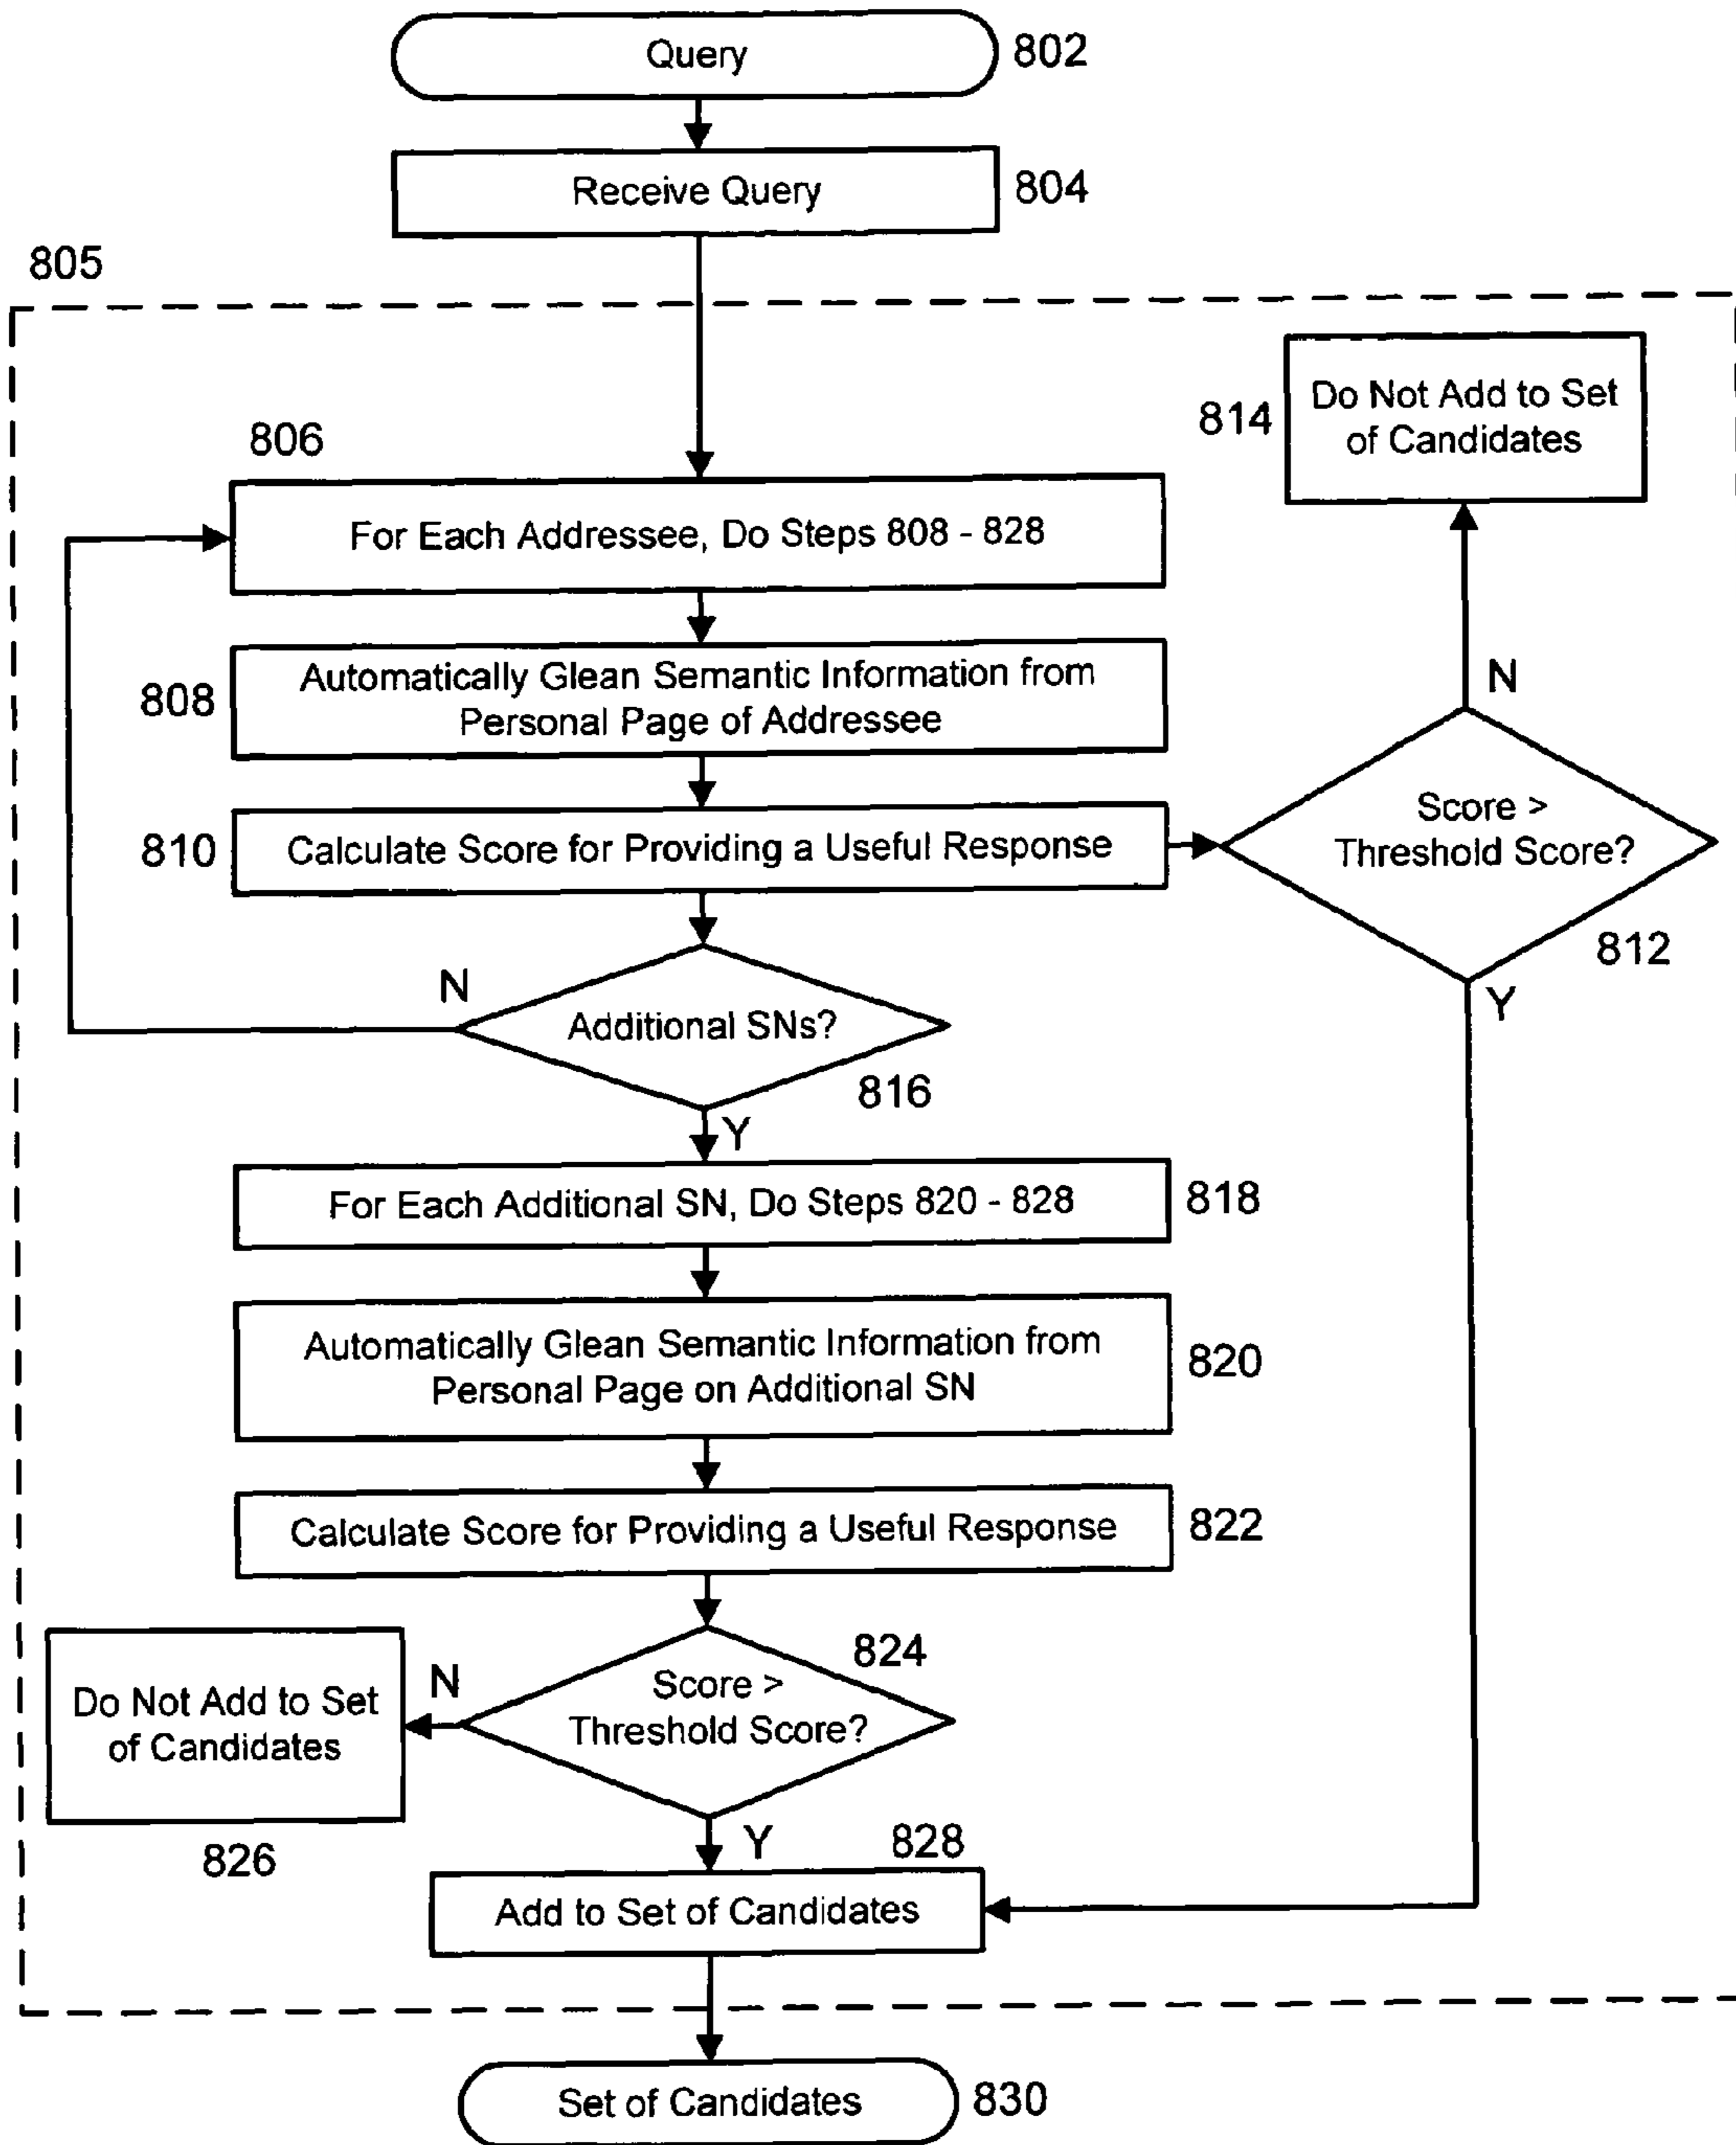 Query
802
Receive Query
804
805
814
Do Not Add to Set
of Candidates
806
For Each Addressee, Do Steps 808 - 828
808
Automatically Glean Semantic Information from
Personal Page of Addressee
N
810
Calculate Score for Providing a Useful Response
Score >
Threshold Score?
812
Y
N
Additional SNs?
816
Y
For Each Additional SN, Do Steps 820 - 828
818
Automatically Glean Semantic Information from
Personal Page on Additional SN
820
Calculate Score for Providing a Useful Response
822
824
Score >
Threshold Score?
N
Do Not Add to Set
of Candidates
826
Y
828
Add to Set of Candidates
Set of Candidates
830